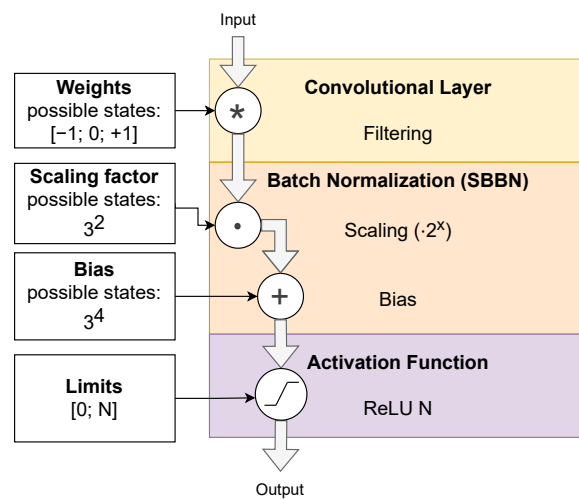 Input
Weights
possible states:
[−1; 0; +1]
*
Convolutional Layer
Filtering
Scaling factor
possible states:
3²
Batch Normalization (SBBN)
·
Scaling (·2ˣ)
Bias
possible states:
3⁴
+
Bias
Limits
[0; N]
Activation Function
ReLU N
Output